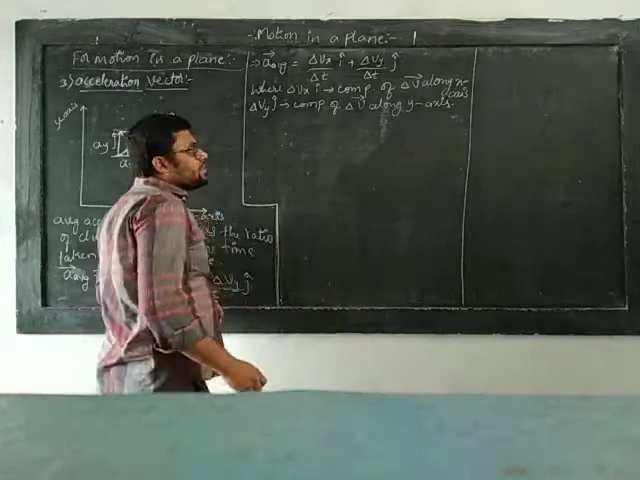 -:Motion in a plane:-
For motion in a plane:-
3) acceleration vector:-
y-axis
ay ĵ
a
axis
avg acc the ratio
of time
taken
a⃗avg ΔVy ĵ
⇒ a⃗avg = ΔVx/Δt î + ΔVy/Δt ĵ
Where ΔVx î → comp. of ΔV⃗ along x-axis
ΔVy ĵ → comp of ΔV⃗ along y-axis.